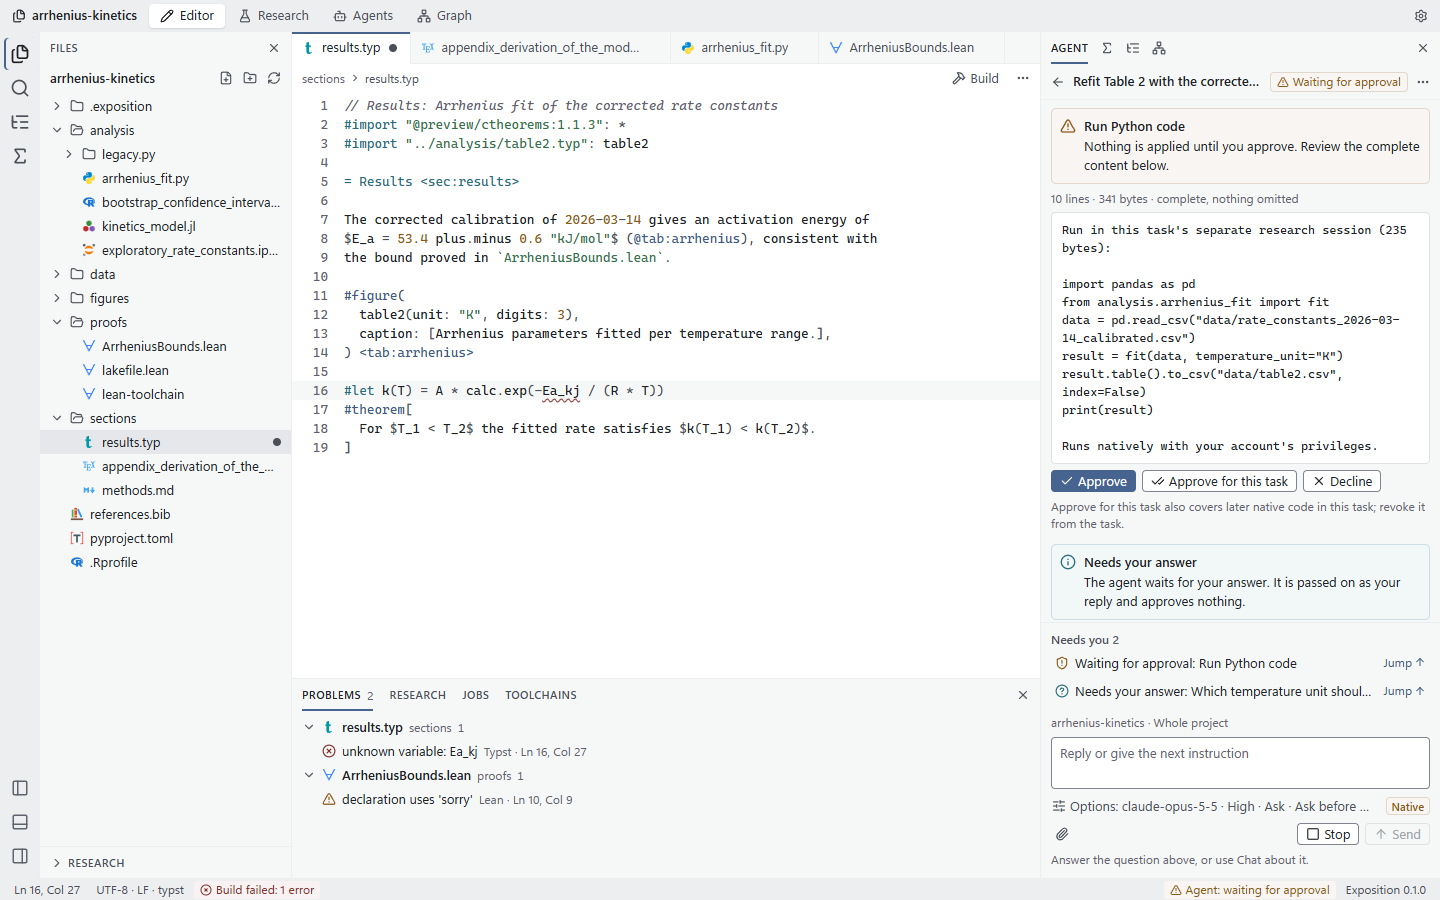 arrhenius-kinetics
Editor
Research
Agents
Graph
FILES
arrhenius-kinetics
.exposition
analysis
legacy.py
arrhenius_fit.py
bootstrap_confidence_interva...
kinetics_model.jl
exploratory_rate_constants.ip...
data
figures
proofs
ArrheniusBounds.lean
lakefile.lean
lean-toolchain
sections
results.typ
appendix_derivation_of_the_...
methods.md
references.bib
pyproject.toml
.Rprofile
RESEARCH
results.typ
appendix_derivation_of_the_mod...
arrhenius_fit.py
ArrheniusBounds.lean
sections > results.typ
Build
1 // Results: Arrhenius fit of the corrected rate constants
2 #import "@preview/ctheorems:1.1.3": *
3 #import "../analysis/table2.typ": table2
4
5 = Results <sec:results>
6
7 The corrected calibration of 2026-03-14 gives an activation energy of
8 $E_a = 53.4 plus.minus 0.6 "kJ/mol"$ (@tab:arrhenius), consistent with
9 the bound proved in `ArrheniusBounds.lean`.
10
11 #figure(
12 table2(unit: "K", digits: 3),
13 caption: [Arrhenius parameters fitted per temperature range.],
14 ) <tab:arrhenius>
15
16 #let k(T) = A * calc.exp(-Ea_kj / (R * T))
17 #theorem[
18 For $T_1 < T_2$ the fitted rate satisfies $k(T_1) < k(T_2)$.
19 ]
PROBLEMS 2
RESEARCH
JOBS
TOOLCHAINS
results.typ sections 1
unknown variable: Ea_kj Typst · Ln 16, Col 27
ArrheniusBounds.lean proofs 1
declaration uses 'sorry' Lean · Ln 10, Col 9
AGENT
Refit Table 2 with the correcte...
Waiting for approval
Run Python code
Nothing is applied until you approve. Review the complete
content below.
10 lines · 341 bytes · complete, nothing omitted
Run in this task's separate research session (235
bytes):
import pandas as pd
from analysis.arrhenius_fit import fit
data = pd.read_csv("data/rate_constants_2026-03-
14_calibrated.csv")
result = fit(data, temperature_unit="K")
result.table().to_csv("data/table2.csv",
index=False)
print(result)
Runs natively with your account's privileges.
Approve
Approve for this task
Decline
Approve for this task also covers later native code in this task; revoke it
from the task.
Needs your answer
The agent waits for your answer. It is passed on as your
reply and approves nothing.
Needs you 2
Waiting for approval: Run Python code Jump ↑
Needs your answer: Which temperature unit shoul... Jump ↑
arrhenius-kinetics · Whole project
Reply or give the next instruction
Options: claude-opus-5-5 · High · Ask · Ask before ...
Native
Stop
Send
Answer the question above, or use Chat about it.
Ln 16, Col 27
UTF-8 · LF · typst
Build failed: 1 error
Agent: waiting for approval
Exposition 0.1.0